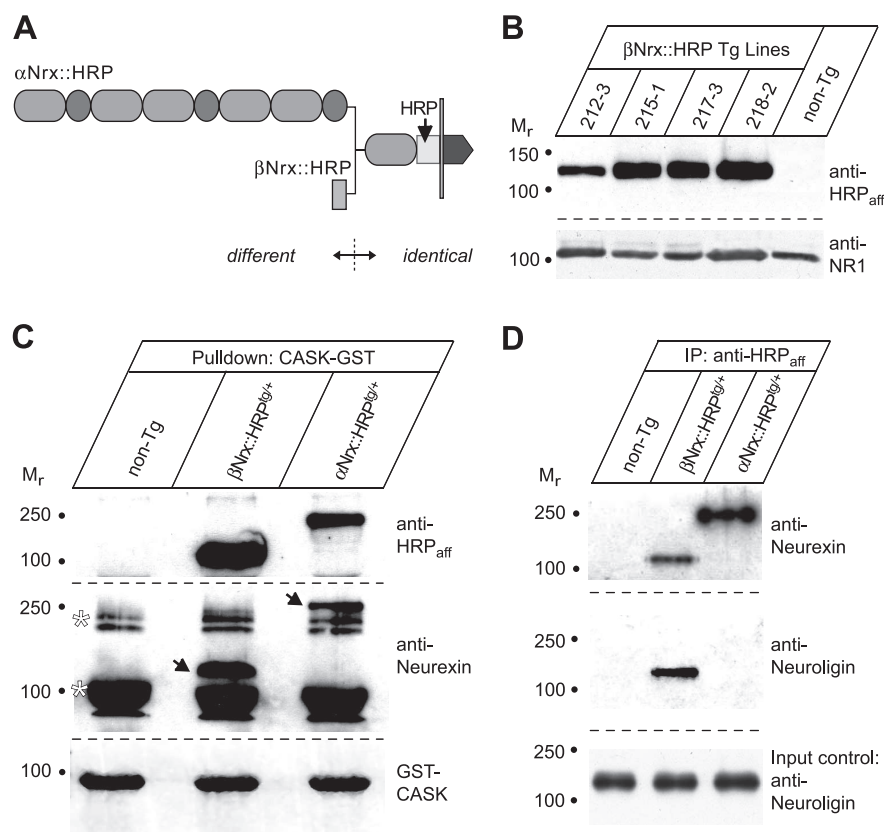 A
αNrx::HRP
HRP
βNrx::HRP
different
identical
B
βNrx::HRP Tg Lines
212-3
215-1
217-3
218-2
non-Tg
Mr
150
100
anti-
HRPaff
100
anti-
NR1
C
Pulldown: CASK-GST
non-Tg
βNrx::HRPtg/+
αNrx::HRPtg/+
Mr
250
100
anti-
HRPaff
250
100
anti-
Neurexin
100
GST-
CASK
D
IP: anti-HRPaff
non-Tg
βNrx::HRPtg/+
αNrx::HRPtg/+
Mr
250
100
anti-
Neurexin
250
100
anti-
Neuroligin
250
100
Input control:
anti-
Neuroligin